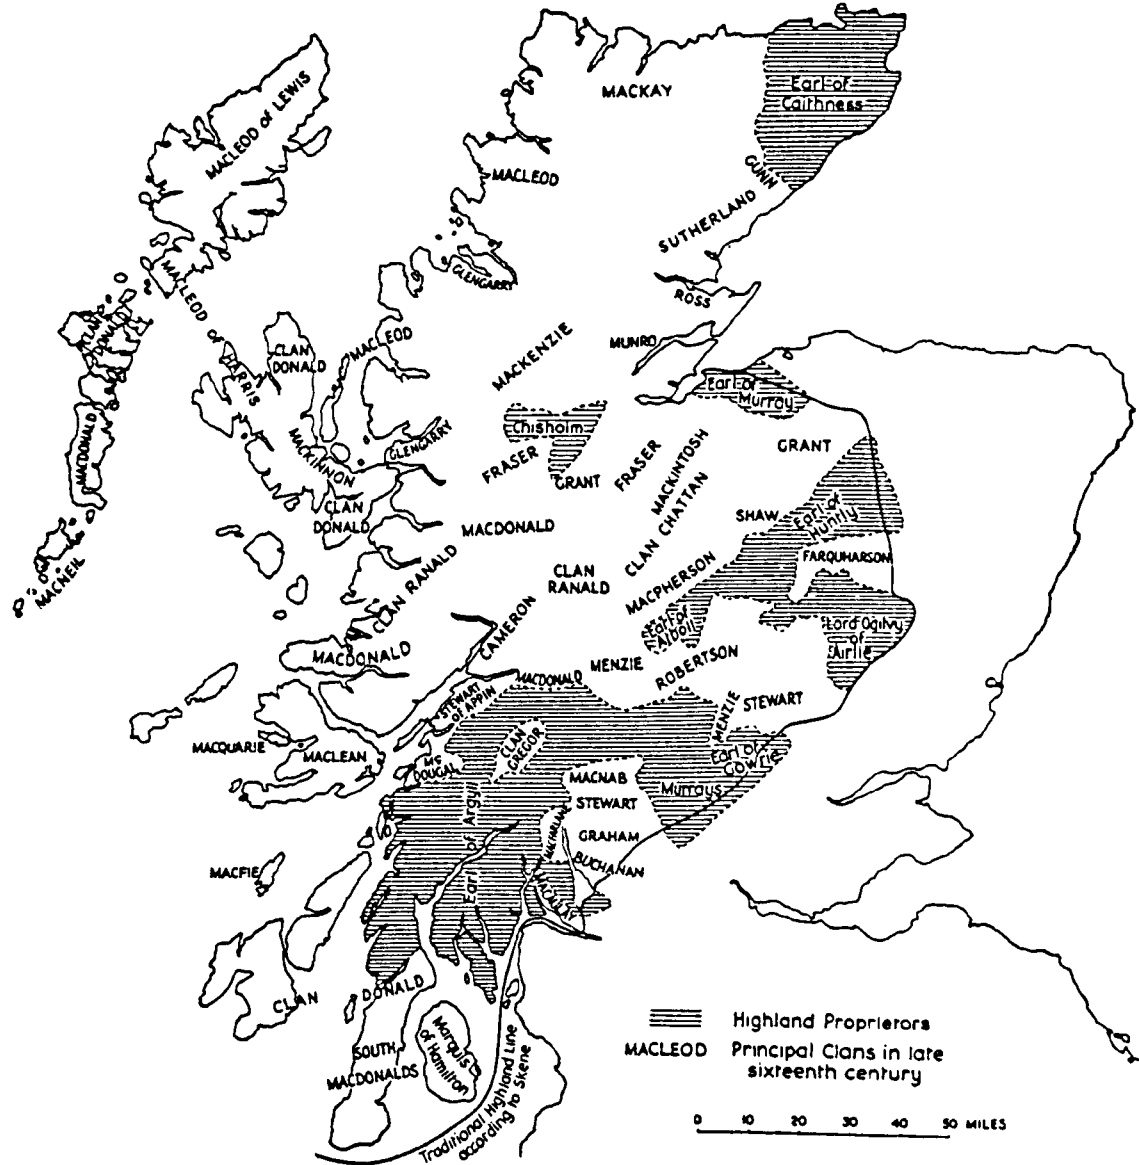 MACKAY
Earl of
Caithness
MACLEOD of LEWIS
MACLEOD
GUNN
SUTHERLAND
GLENGARRY
ROSS
MACLEOD OF HARRIS
CLAN
DONALD
CLAN
DONALD
MACLEOD
MACKENZIE
MUNRO
Earl of
Murray
MACDONALD
MACKINNON
GLENGARRY
Chisholm
FRASER
GRANT
FRASER
MACKINTOSH
CLAN CHATTAN
GRANT
CLAN
DONALD
MACDONALD
SHAW
Earl of
Huntly
FARQUHARSON
MACNEIL
CLAN RANALD
CLAN
RANALD
MACPHERSON
Earl of
Atholl
Lord Ogilvy
of
Airlie
MACDONALD
CAMERON
MENZIE
ROBERTSON
MACDONALD
STEWART
OF APPIN
MENZIE
STEWART
MACQUARIE
MACLEAN
Mc
DOUGAL
CLAN
GREGOR
Earl of
Gowrie
MACNAB
Murrays
STEWART
Earl of Argyll
MACFARLANE
GRAHAM
BUCHANAN
MACFIE
CLAN DONALD
SOUTH
MACDONALDS
Marquis
of Hamilton
Traditional Highland Line
according to Skene
Highland Proprietors
MACLEOD Principal Clans in late
sixteenth century
0 10 20 30 40 50 MILES